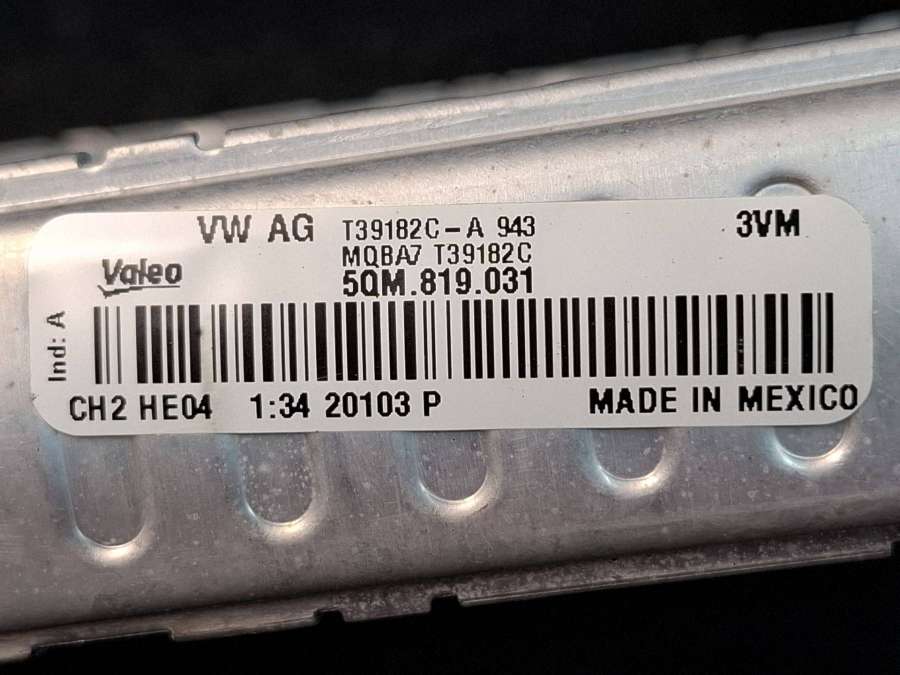 VW AG T39182C-A 943 3VM
Valeo MQBA7 T39182C
5QM.819.031
Ind: A
CH2 HE04 1:34 20103 P MADE IN MEXICO